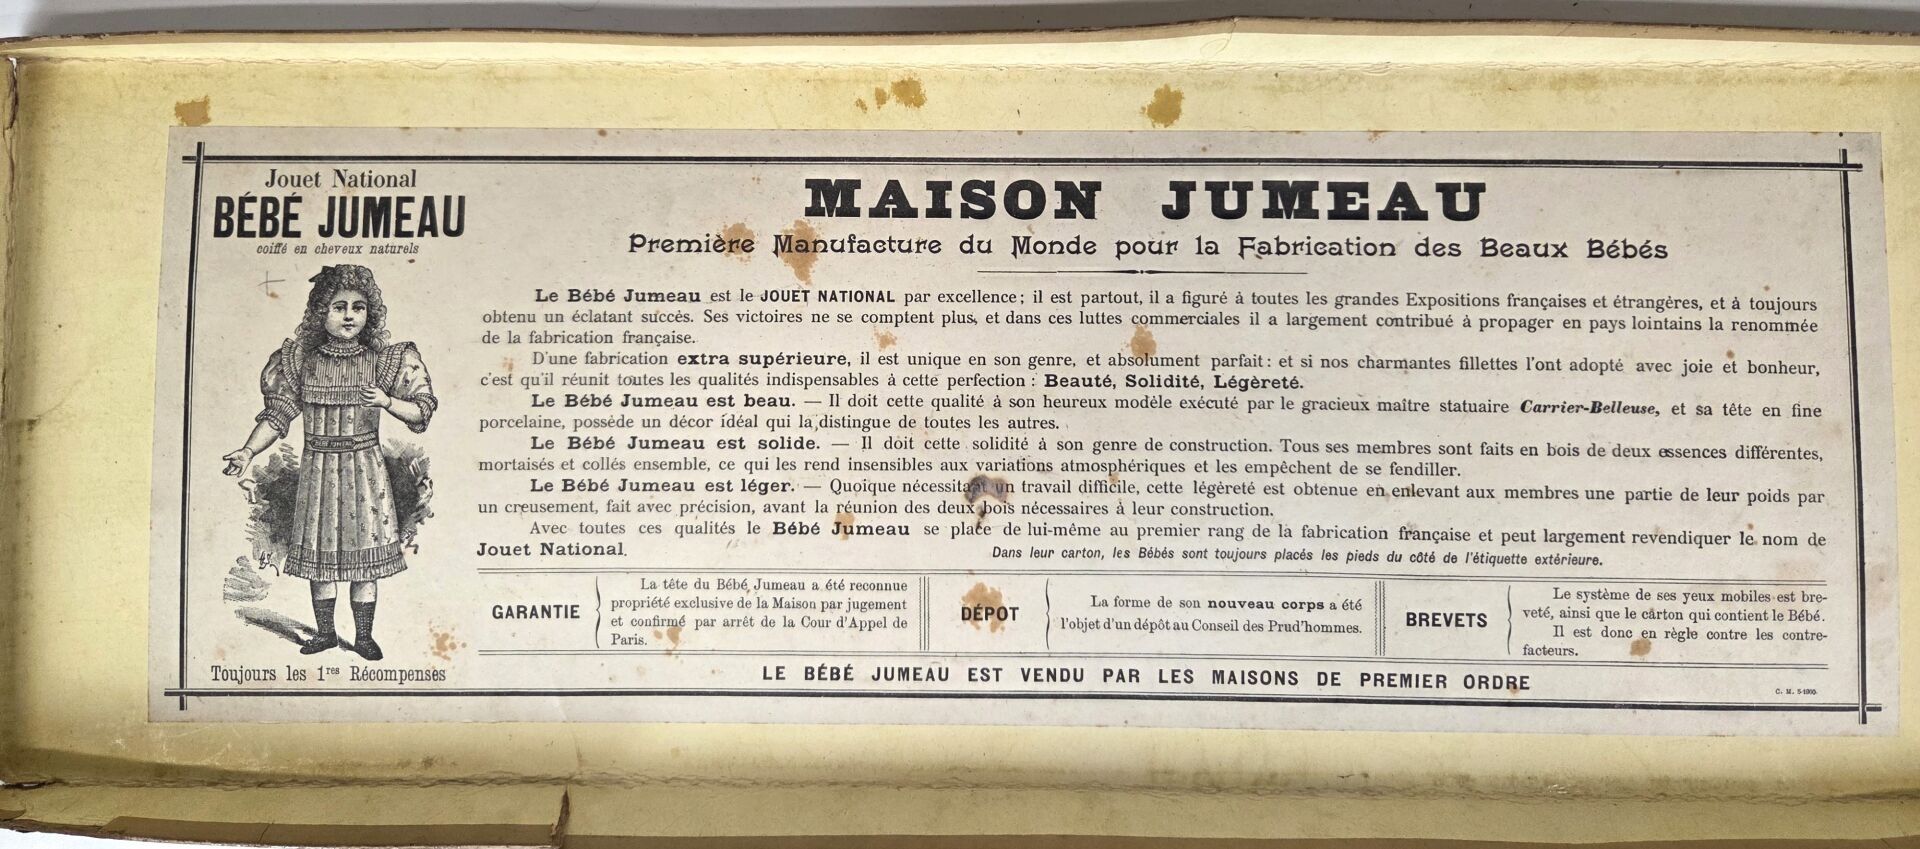 Jouet National
BÉBÉ JUMEAU
coiffé en cheveux naturels
BÉBÉ JUMEAU
Toujours les 1res Récompenses
MAISON JUMEAU
Première Manufacture du Monde pour la Fabrication des Beaux Bébés
Le Bébé Jumeau est le JOUET NATIONAL par excellence; il est partout, il a figuré à toutes les grandes Expositions françaises et étrangères, et à toujours
obtenu un éclatant succès. Ses victoires ne se comptent plus, et dans ces luttes commerciales il a largement contribué à propager en pays lointains la renommée
de la fabrication française.
D'une fabrication extra supérieure, il est unique en son genre, et absolument parfait : et si nos charmantes fillettes l'ont adopté avec joie et bonheur,
c'est qu'il réunit toutes les qualités indispensables à cette perfection : Beauté, Solidité, Légèreté.
Le Bébé Jumeau est beau. — Il doit cette qualité à son heureux modèle exécuté par le gracieux maître statuaire Carrier-Belleuse, et sa tête en fine
porcelaine, possède un décor idéal qui la distingue de toutes les autres.
Le Bébé Jumeau est solide. — Il doit cette solidité à son genre de construction. Tous ses membres sont faits en bois de deux essences différentes,
mortaisés et collés ensemble, ce qui les rend insensibles aux variations atmosphériques et les empêchent de se fendiller.
Le Bébé Jumeau est léger. — Quoique nécessitant un travail difficile, cette légèreté est obtenue en enlevant aux membres une partie de leur poids par
un creusement, fait avec précision, avant la réunion des deux bois nécessaires à leur construction.
Avec toutes ces qualités le Bébé Jumeau se place de lui-même au premier rang de la fabrication française et peut largement revendiquer le nom de
Jouet National.
Dans leur carton, les Bébés sont toujours placés les pieds du côté de l'étiquette extérieure.
GARANTIE
La tête du Bébé Jumeau a été reconnue
propriété exclusive de la Maison par jugement
et confirmé par arrêt de la Cour d'Appel de
Paris.
DÉPOT
La forme de son nouveau corps a été
l'objet d'un dépôt au Conseil des Prud'hommes.
BREVETS
Le système de ses yeux mobiles est bre-
veté, ainsi que le carton qui contient le Bébé.
Il est donc en règle contre les contre-
facteurs.
LE BÉBÉ JUMEAU EST VENDU PAR LES MAISONS DE PREMIER ORDRE
C. M. 5-1900.